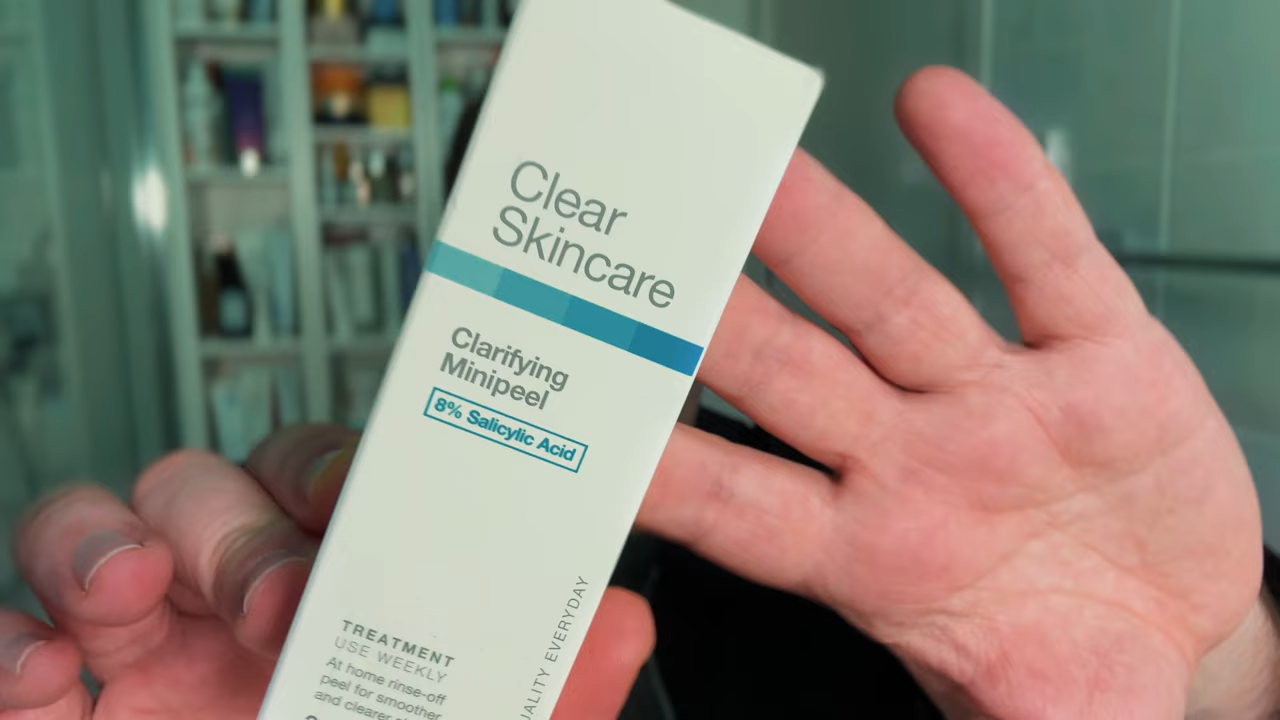 Clear
Skincare
Clarifying
Minipeel
8% Salicylic Acid
TREATMENT
USE WEEKLY
At home rinse-off
peel for smoother
and clearer
EVERYDAY